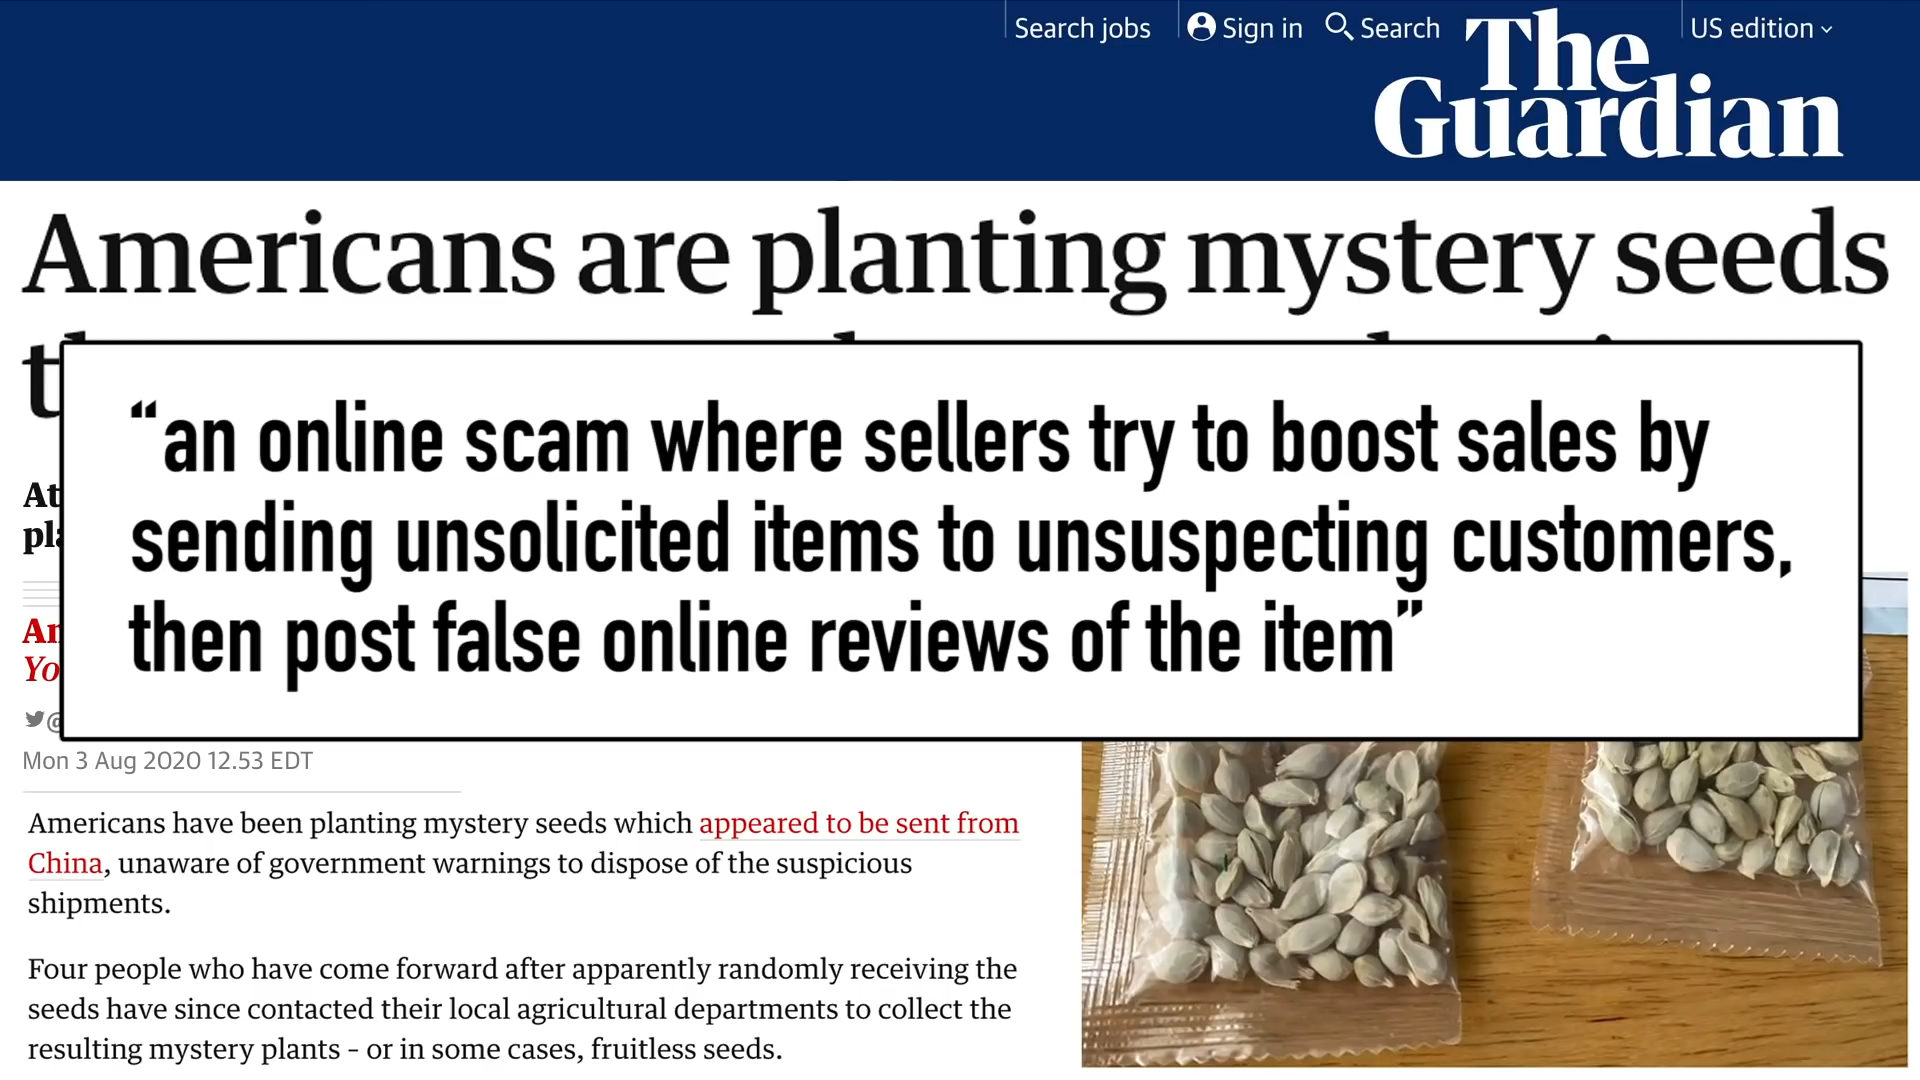 Search jobs
Sign in
Search
US edition
The
Guardian
Americans are planting mystery seeds
“an online scam where sellers try to boost sales by
sending unsolicited items to unsuspecting customers,
then post false online reviews of the item”
Mon 3 Aug 2020 12.53 EDT
Americans have been planting mystery seeds which appeared to be sent from
China, unaware of government warnings to dispose of the suspicious
shipments.
Four people who have come forward after apparently randomly receiving the
seeds have since contacted their local agricultural departments to collect the
resulting mystery plants – or in some cases, fruitless seeds.